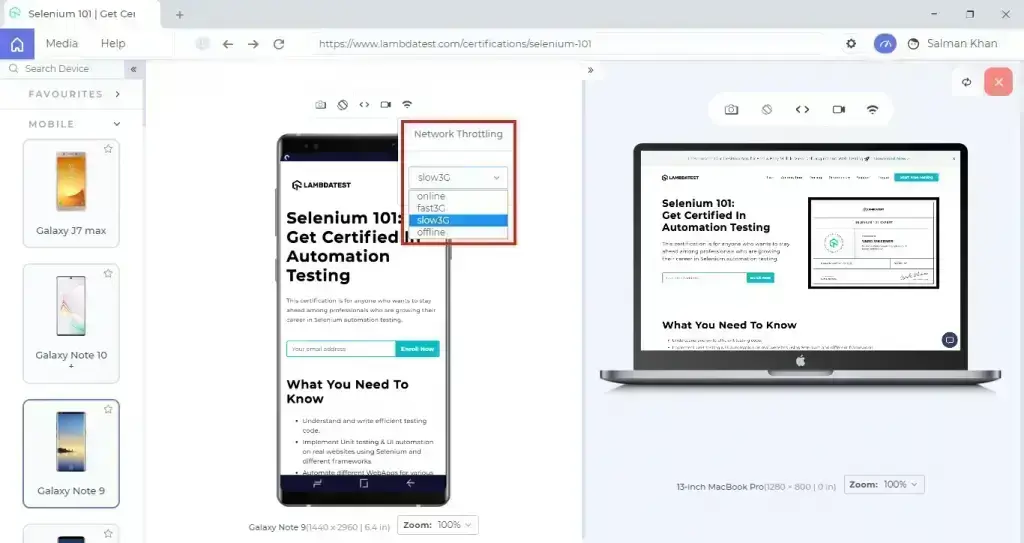 Selenium 101 | Get Cer
Media
Help
https://www.lambdatest.com/certifications/selenium-101
Salman Khan
Search Device
FAVOURITES
MOBILE
Galaxy J7 max
Galaxy Note 10
+
Galaxy Note 9
Network Throttling
slow3G
online
fast3G
slow3G
offline
LAMBDATEST
Selenium 101:
Get Certified In
Automation
Testing
This certification is for anyone who wants to stay
ahead among professionals who are growing their
career in Selenium automation testing.
Your email address
Enroll Now
What You Need To
Know
Understand and write efficient testing
code.
Implement Unit testing & UI automation
on real websites using Selenium and
different frameworks.
Automate different WebApps for various
Galaxy Note 9(1440 x 2960 | 6.4 in)
Zoom: 100%
LAMBDATEST
Selenium 101:
Get Certified In
Automation Testing
This certification is for anyone who wants to stay
ahead among professionals who are growing
their career in Selenium automation testing.
What You Need To Know
13-inch MacBook Pro(1280 × 800 | 0 in)
Zoom: 100%